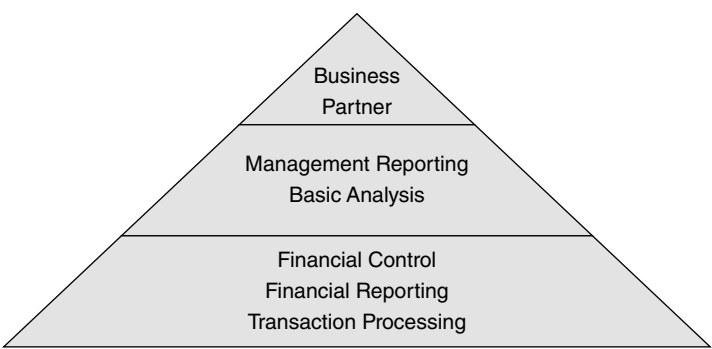 Business
Partner
Management Reporting
Basic Analysis
Financial Control
Financial Reporting
Transaction Processing